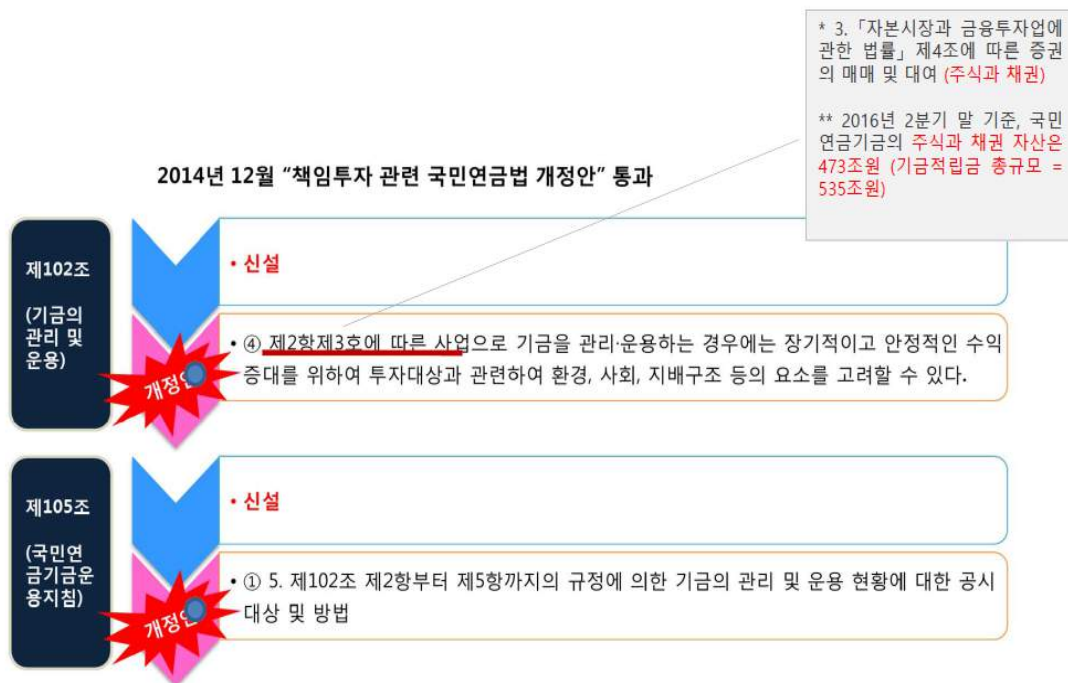 * 3. 「자본시장과 금융투자업에
관한 법률」 제4조에 따른 증권
의 매매 및 대여 (주식과 채권)
** 2016년 2분기 말 기준, 국민
연금기금의 주식과 채권 자산은
473조원 (기금적립금 총규모 =
535조원)
2014년 12월 “책임투자 관련 국민연금법 개정안” 통과
제102조
(기금의
관리 및
운용)
• 신설
개정안
• ④ 제2항제3호에 따른 사업으로 기금을 관리·운용하는 경우에는 장기적이고 안정적인 수익
증대를 위하여 투자대상과 관련하여 환경, 사회, 지배구조 등의 요소를 고려할 수 있다.
제105조
(국민연
금기금운
용지침)
• 신설
개정안
• ① 5. 제102조 제2항부터 제5항까지의 규정에 의한 기금의 관리 및 운용 현황에 대한 공시
대상 및 방법